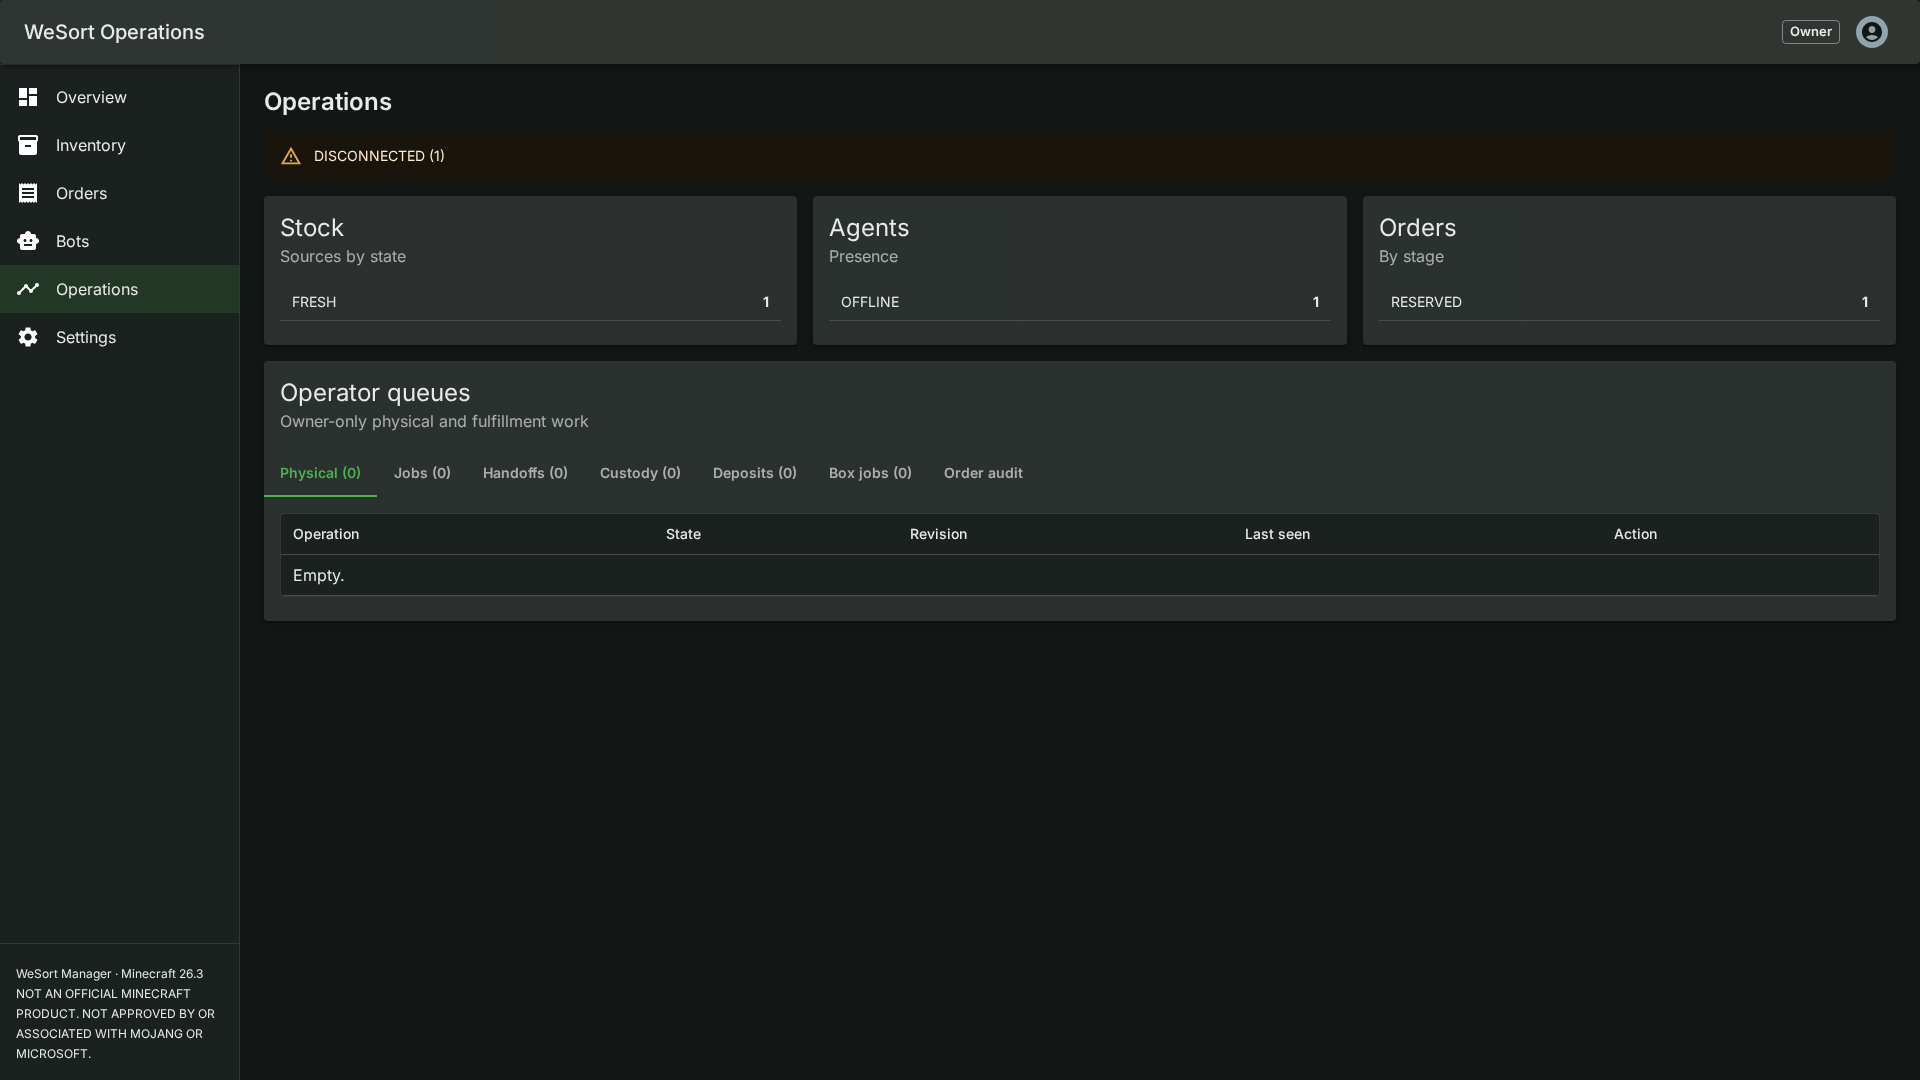 WeSort Operations
Owner
Overview
Inventory
Orders
Bots
Operations
Settings
Operations
DISCONNECTED (1)
Stock
Sources by state
FRESH 1
Agents
Presence
OFFLINE 1
Orders
By stage
RESERVED 1
Operator queues
Owner-only physical and fulfillment work
Physical (0) Jobs (0) Handoffs (0) Custody (0) Deposits (0) Box jobs (0) Order audit
Operation State Revision Last seen Action
Empty.
WeSort Manager · Minecraft 26.3
NOT AN OFFICIAL MINECRAFT
PRODUCT. NOT APPROVED BY OR
ASSOCIATED WITH MOJANG OR
MICROSOFT.